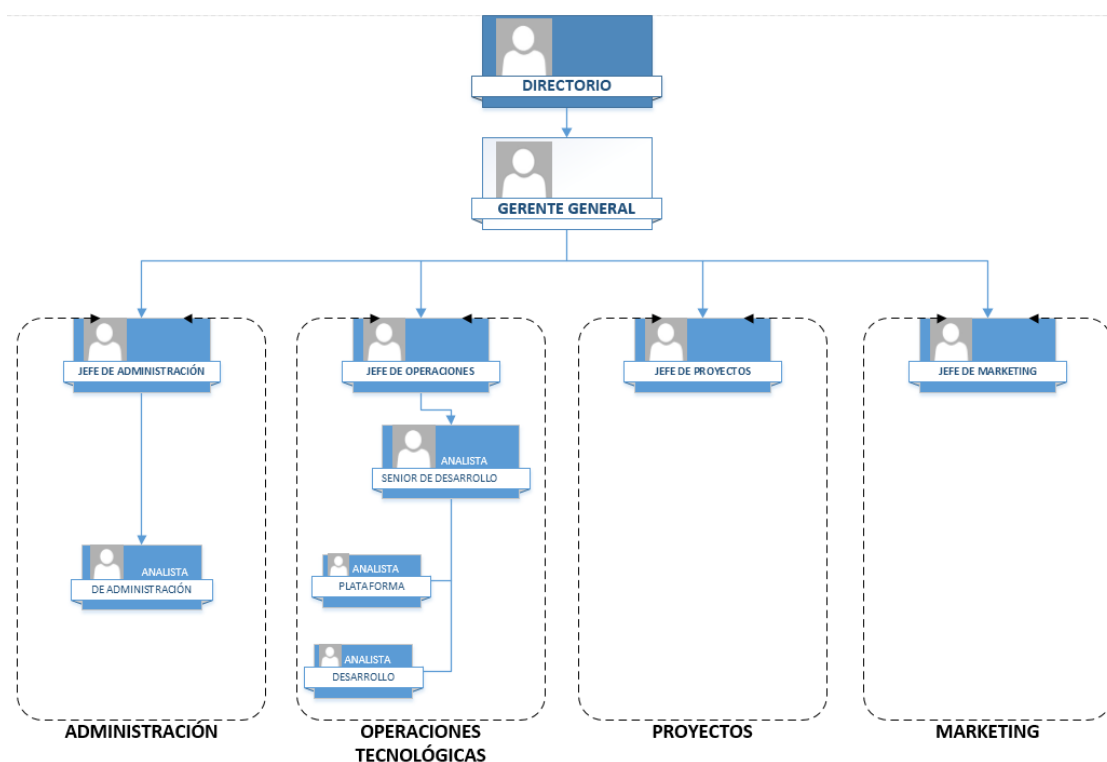 DIRECTORIO
GERENTE GENERAL
JEFE DE ADMINISTRACIÓN
JEFE DE OPERACIONES
JEFE DE PROYECTOS
JEFE DE MARKETING
ANALISTA
SENIOR DE DESARROLLO
ANALISTA
DE ADMINISTRACIÓN
ANALISTA
PLATAFORMA
ANALISTA
DESARROLLO
ADMINISTRACIÓN
OPERACIONES
TECNOLÓGICAS
PROYECTOS
MARKETING